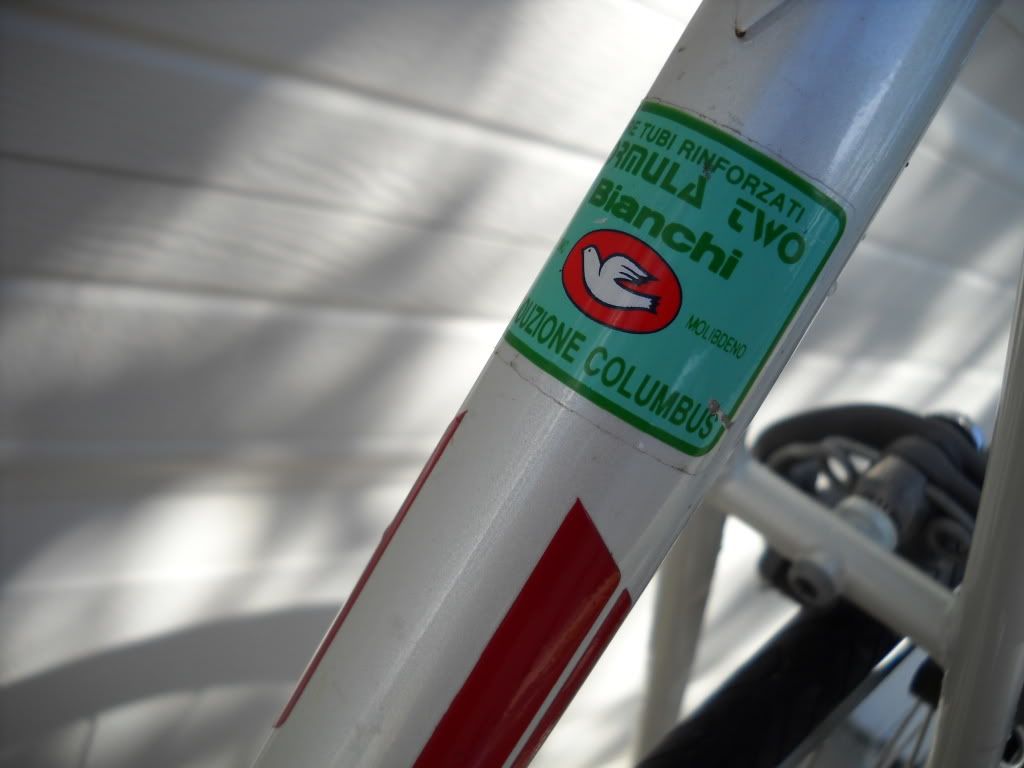 E TUBI RINFORZATI
RMULA TWO
Bianchi
MOLIBDENO
UZIONE COLUMBUS